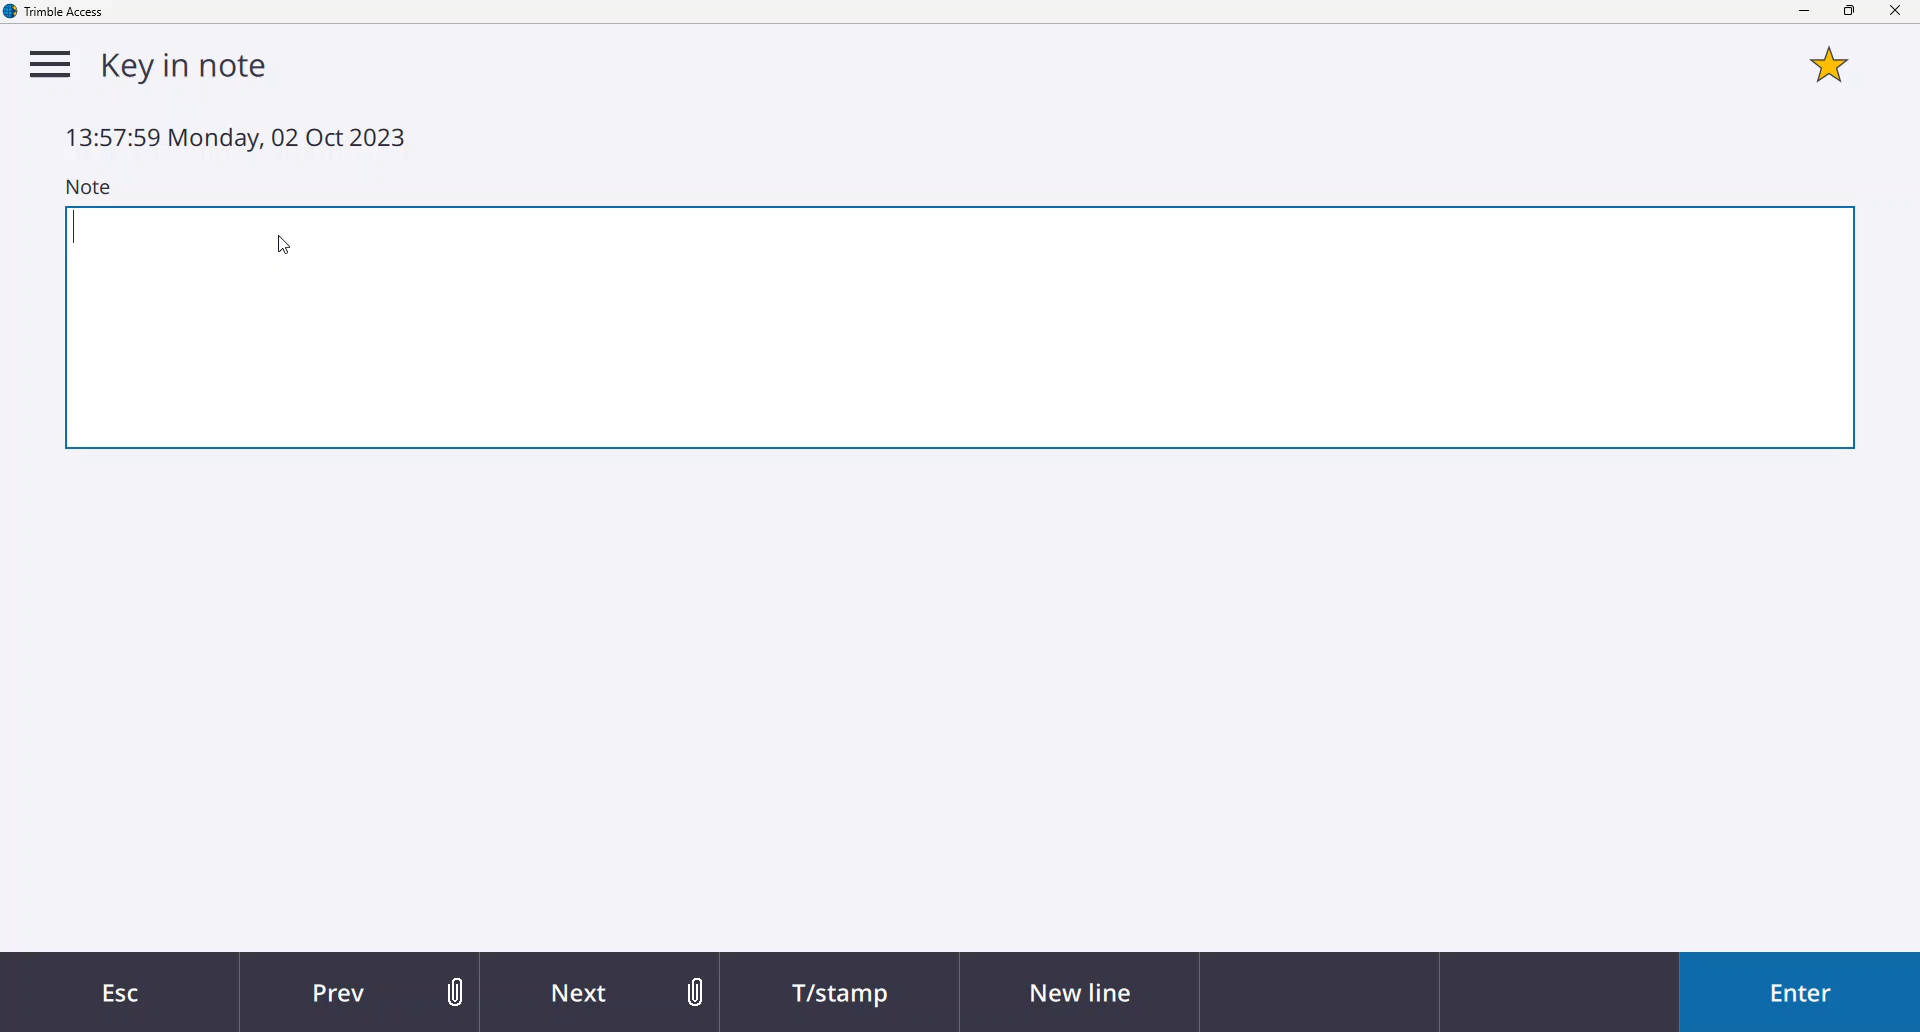 Trimble Access
Key in note
13:57:59 Monday, 02 Oct 2023
Note
Esc
Prev
Next
T/stamp
New line
Enter